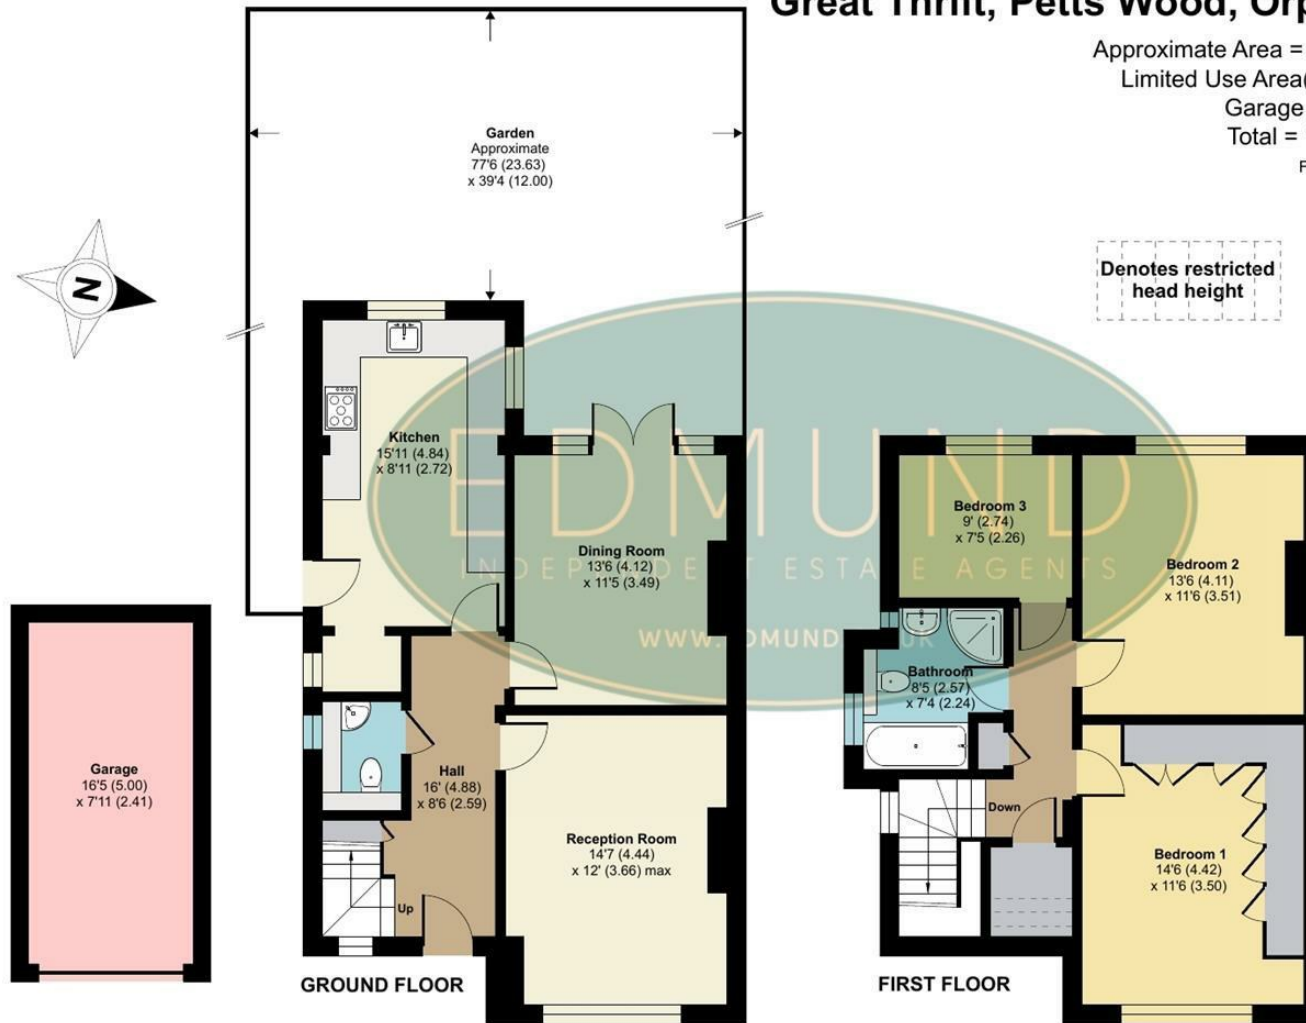 Great Thrift, Petts Wood, Orp
Approximate Area =
Limited Use Area(
Garage
Total =
F
Garden
Approximate
77'6 (23.63)
x 39'4 (12.00)
N
Denotes restricted
head height
Kitchen
15'11 (4.84)
x 8'11 (2.72)
EDMUND
INDEPENDENT ESTATE AGENTS
Dining Room
13'6 (4.12)
x 11'5 (3.49)
Bedroom 3
9' (2.74)
x 7'5 (2.26)
Bedroom 2
13'6 (4.11)
x 11'6 (3.51)
WWW.EDMUND UK
Bathroom
8'5 (2.57)
x 7'4 (2.24)
Garage
16'5 (5.00)
x 7'11 (2.41)
Hall
16' (4.88)
x 8'6 (2.59)
Reception Room
14'7 (4.44)
x 12' (3.66) max
Down
Bedroom 1
14'6 (4.42)
x 11'6 (3.50)
Up
GROUND FLOOR
FIRST FLOOR